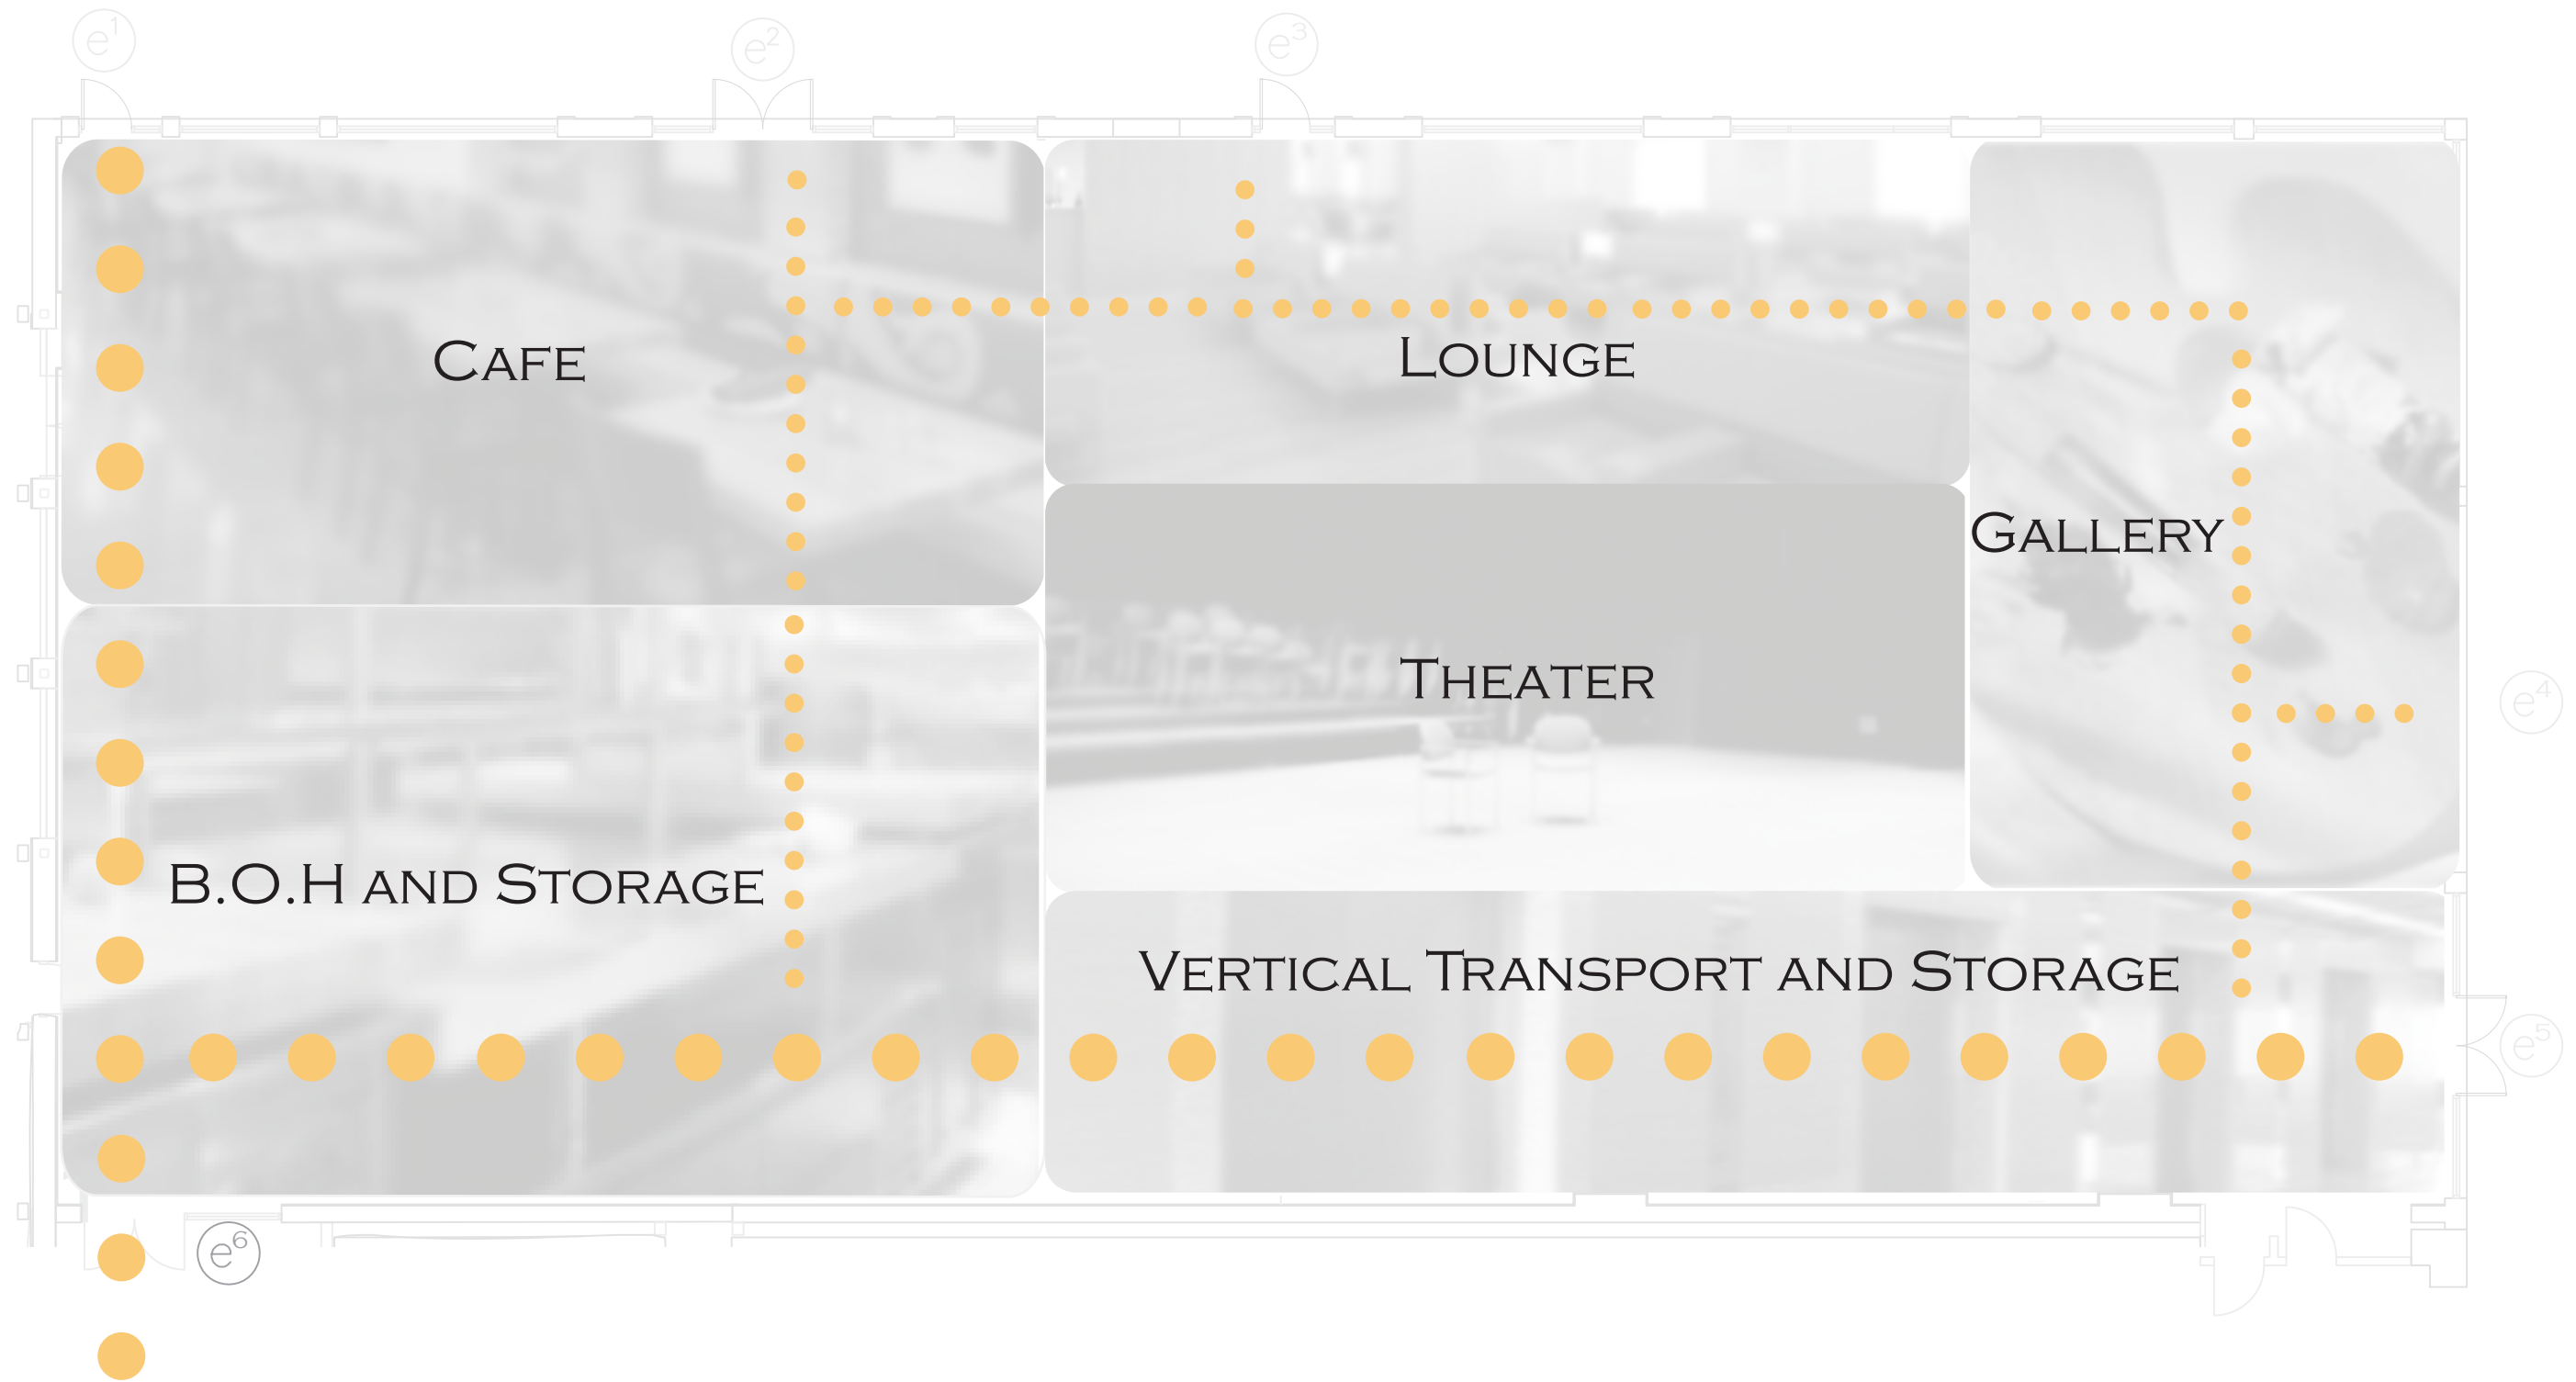 e1
e2
e3
Cafe
Lounge
Gallery
Theater
e4
B.O.H and Storage
Vertical Transport and Storage
e5
e6